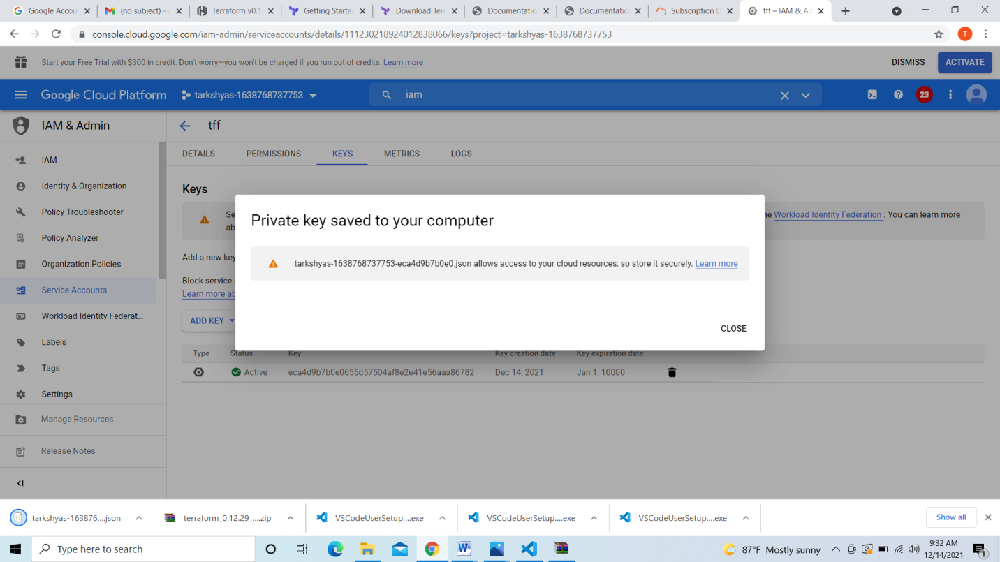 Google Accoun
(no subject) -
Terraform v0.1
Getting Starte
Download Terr
Documentatio
Documentatio
Subscription D
tff – IAM & Ac
console.cloud.google.com/iam-admin/serviceaccounts/details/111230218924012838066/keys?project=tarkshyas-1638768737753
T
Start your Free Trial with $300 in credit. Don't worry—you won't be charged if you run out of credits. Learn more
DISMISS
ACTIVATE
Google Cloud Platform
tarkshyas-1638768737753
iam
23
IAM & Admin
tff
DETAILS
PERMISSIONS
KEYS
METRICS
LOGS
IAM
Identity & Organization
Policy Troubleshooter
Policy Analyzer
Organization Policies
Service Accounts
Workload Identity Federat...
Labels
Tags
Settings
Manage Resources
Release Notes
Keys
Se
he Workload Identity Federation . You can learn more
ab
Add a new key
Block service a
Learn more ab
ADD KEY
Private key saved to your computer
tarkshyas-1638768737753-eca4d9b7b0e0.json allows access to your cloud resources, so store it securely. Learn more
CLOSE
Type
Status
Key
Key creation date
Key expiration date
Active
eca4d9b7b0e0655d57504af8e2e41e56aaa86782
Dec 14, 2021
Jan 1, 10000
tarkshyas-163876....json
terraform_0.12.29_....zip
VSCodeUserSetup....exe
VSCodeUserSetup....exe
VSCodeUserSetup....exe
Show all
Type here to search
87°F Mostly sunny
9:32 AM
12/14/2021
1